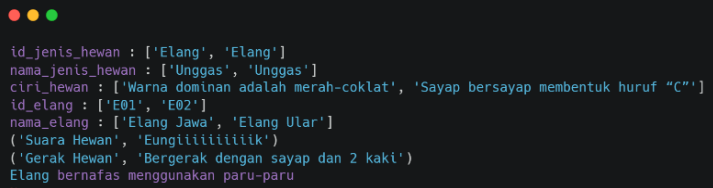 id_jenis_hewan : ['Elang', 'Elang']
nama_jenis_hewan : ['Unggas', 'Unggas']
ciri_hewan : ['Warna dominan adalah merah-coklat', 'Sayap bersayap membentuk huruf “C”']
id_elang : ['E01', 'E02']
nama_elang : ['Elang Jawa', 'Elang Ular']
('Suara Hewan', 'Eungiiiiiiiiiik')
('Gerak Hewan', 'Bergerak dengan sayap dan 2 kaki')
Elang bernafas menggunakan paru-paru